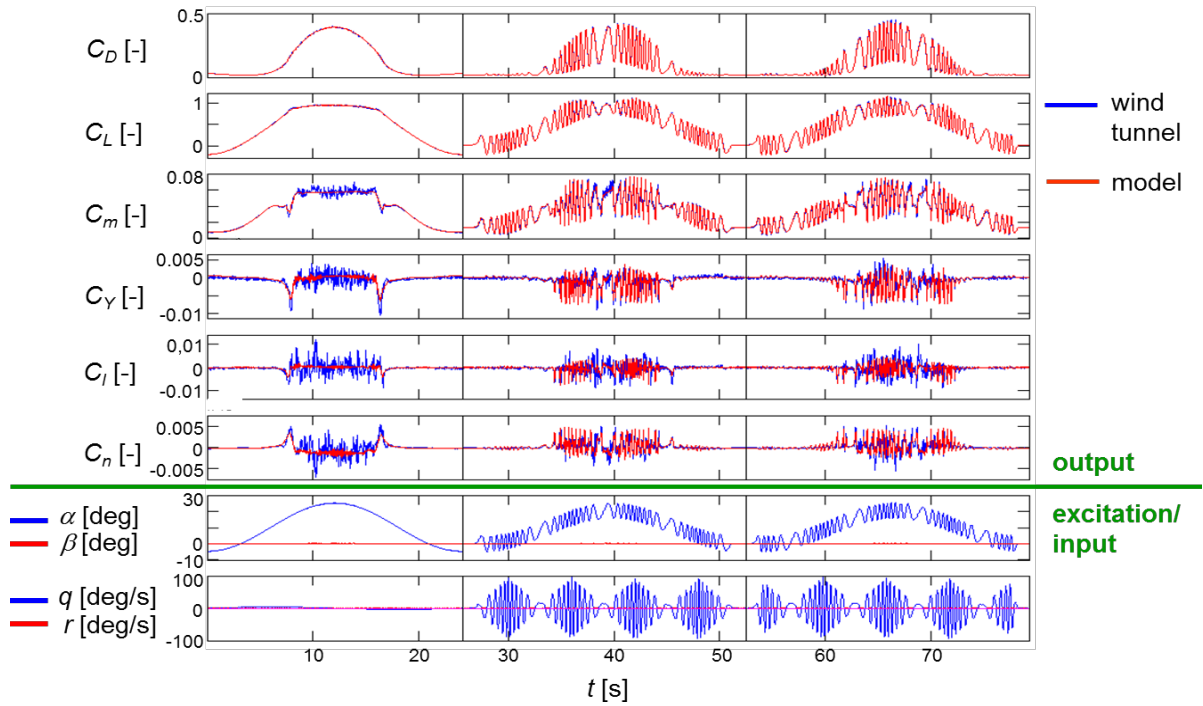 0.5
C_D [-]
0
1
C_L [-]
0
0.08
C_m [-]
0
0.005
0
C_Y [-]
-0.01
0,01
C_l [-]
0
-0.01
0.005
C_n [-]
-0.005
wind
tunnel
model
output
excitation/
input
30
α [deg]
β [deg]
0
-10
100
q [deg/s]
0
r [deg/s]
-100
10 20 30 40 50 60 70
t [s]